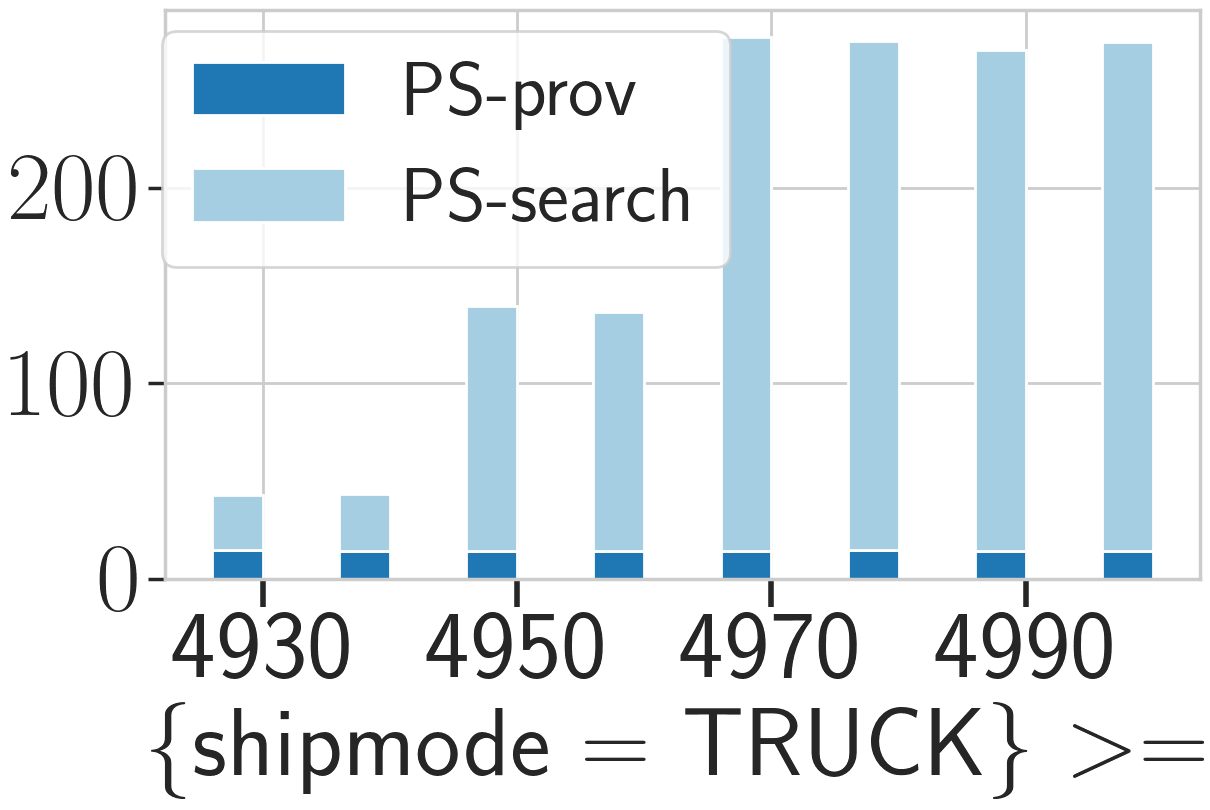 PS-prov
PS-search
200
100
0
4930 4950 4970 4990
{shipmode = TRUCK} >=